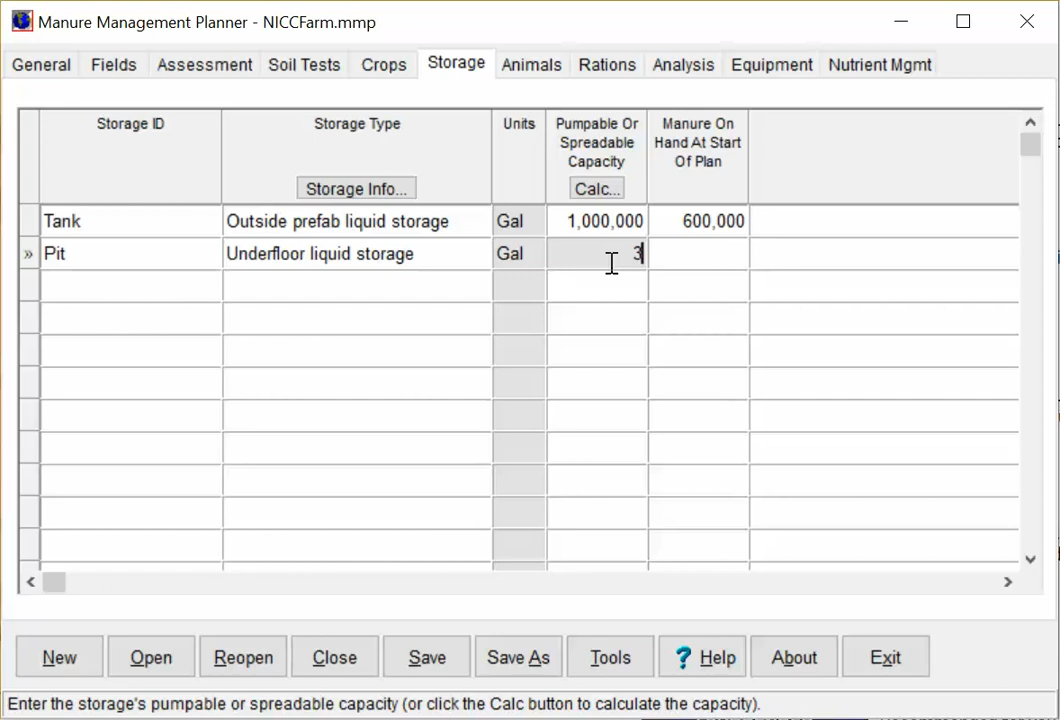 Manure Management Planner - NICCFarm.mmp
General Fields Assessment Soil Tests Crops Storage Animals Rations Analysis Equipment Nutrient Mgmt
Storage ID
Storage Type
Storage Info...
Units
Pumpable Or
Spreadable
Capacity
Calc...
Manure On
Hand At Start
Of Plan
Tank Outside prefab liquid storage Gal 1,000,000 600,000
» Pit Underfloor liquid storage Gal 3
New Open Reopen Close Save Save As Tools ? Help About Exit
Enter the storage's pumpable or spreadable capacity (or click the Calc button to calculate the capacity).